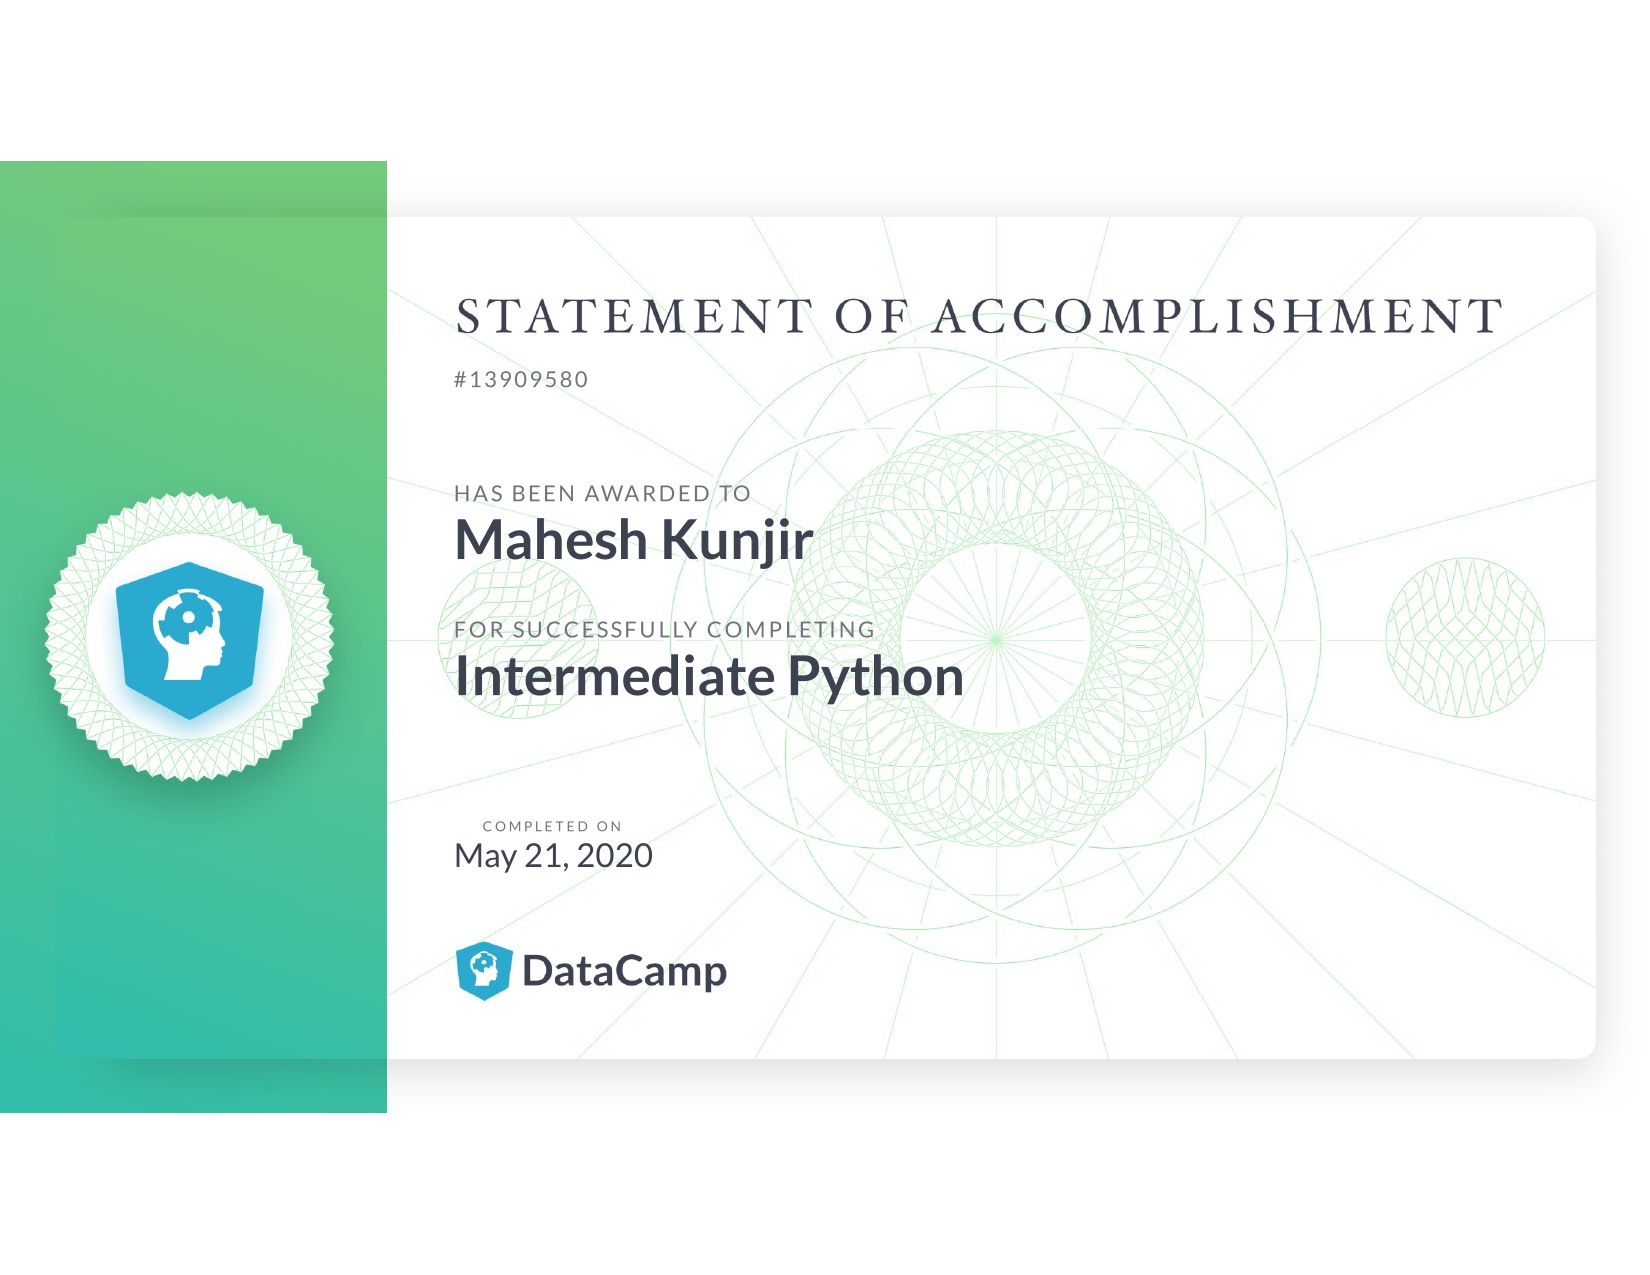 STATEMENT OF ACCOMPLISHMENT
#13909580
HAS BEEN AWARDED TO
Mahesh Kunjir
FOR SUCCESSFULLY COMPLETING
Intermediate Python
COMPLETED ON
May 21, 2020
DataCamp